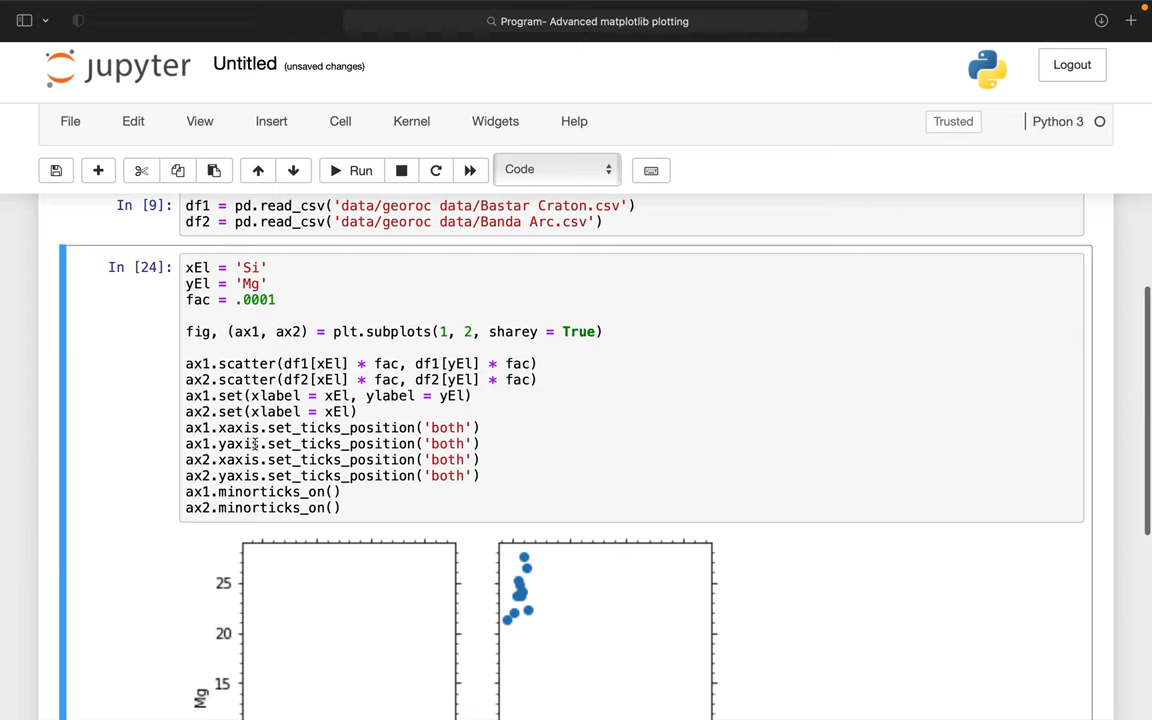 Program- Advanced matplotlib plotting
jupyter Untitled (unsaved changes) Logout
File Edit View Insert Cell Kernel Widgets Help Trusted Python 3
Run Code
In [9]: df1 = pd.read_csv('data/georoc data/Bastar Craton.csv')
df2 = pd.read_csv('data/georoc data/Banda Arc.csv')
In [24]: xEl = 'Si'
yEl = 'Mg'
fac = .0001
fig, (ax1, ax2) = plt.subplots(1, 2, sharey = True)
ax1.scatter(df1[xEl] * fac, df1[yEl] * fac)
ax2.scatter(df2[xEl] * fac, df2[yEl] * fac)
ax1.set(xlabel = xEl, ylabel = yEl)
ax2.set(xlabel = xEl)
ax1.xaxis.set_ticks_position('both')
ax1.yaxis.set_ticks_position('both')
ax2.xaxis.set_ticks_position('both')
ax2.yaxis.set_ticks_position('both')
ax1.minorticks_on()
ax2.minorticks_on()
25
20
15
Mg